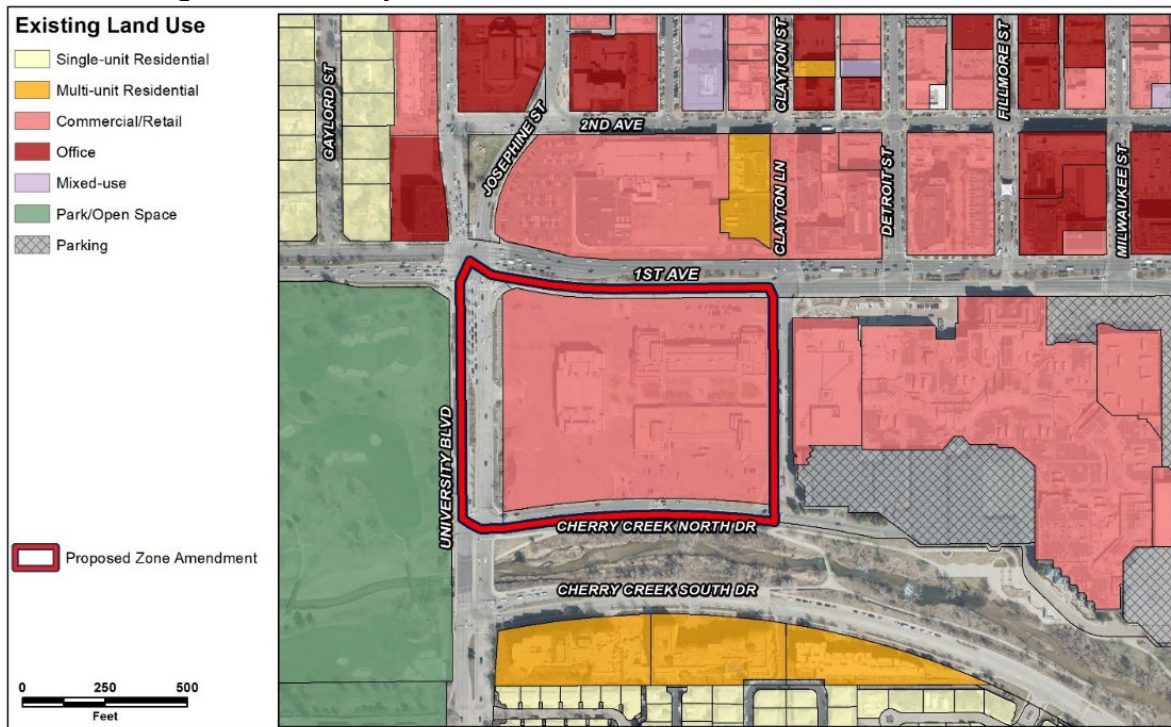 Existing Land Use
Single-unit Residential
Multi-unit Residential
Commercial/Retail
Office
Mixed-use
Park/Open Space
Parking
Proposed Zone Amendment
0 250 500
Feet
GAYLORD ST
JOSEPHINE ST
2ND AVE
CLAYTON ST
FILLMORE ST
CLAYTON LN
DETROIT ST
MILWAUKEE ST
1ST AVE
UNIVERSITY BLVD
CHERRY CREEK NORTH DR
CHERRY CREEK SOUTH DR